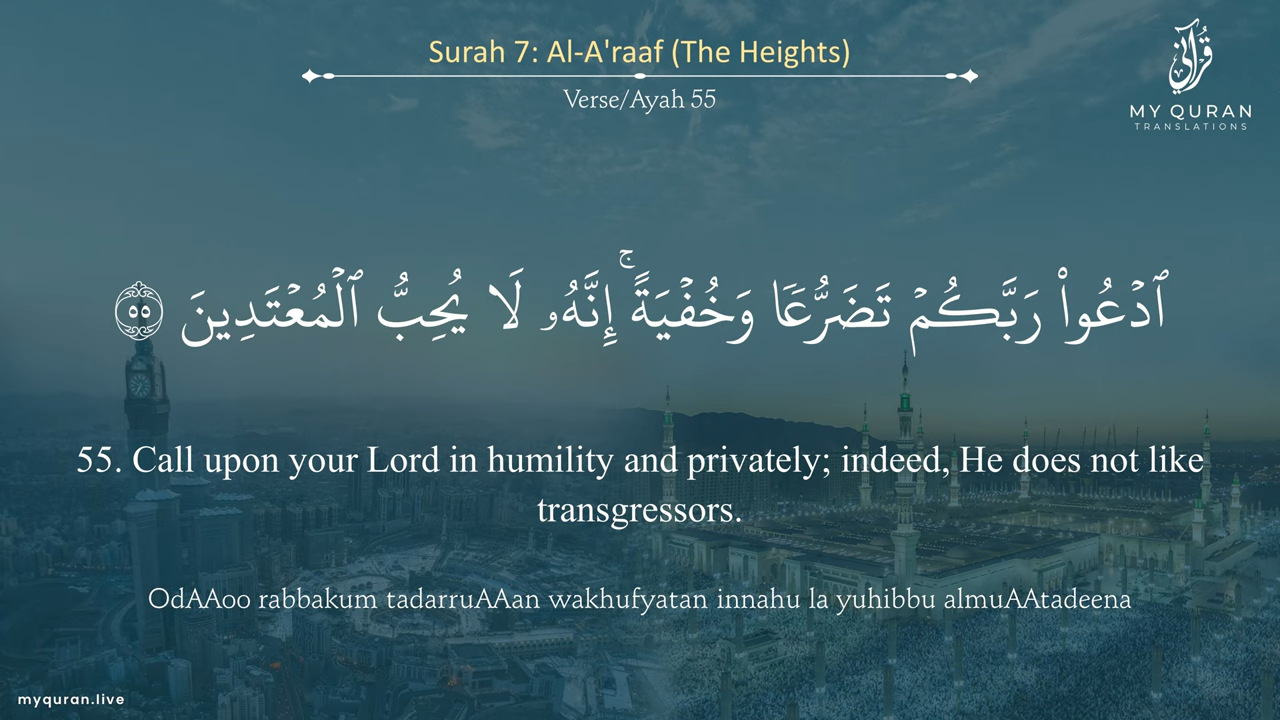 Surah 7: Al-A'raaf (The Heights)
Verse/Ayah 55
قُرْآنِي
MY QURAN
TRANSLATIONS
ٱدۡعُواْ رَبَّكُمۡ تَضَرُّعٗا وَخُفۡيَةًۚ إِنَّهُۥ لَا يُحِبُّ ٱلۡمُعۡتَدِينَ ٥٥
55. Call upon your Lord in humility and privately; indeed, He does not like
transgressors.
OdAAoo rabbakum tadarruAAan wakhufyatan innahu la yuhibbu almuAAtadeena
myquran.live